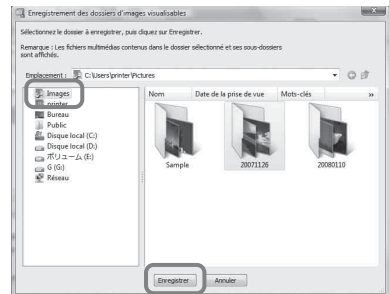 Enregistrement des dossiers d'images visualisables
Sélectionnez le dossier à enregistrer, puis cliquez sur Enregistrer.
Remarque : Les fichiers multimédias contenus dans le dossier sélectionné et ses sous-dossiers
sont affichés.
Emplacement : C:\Users\printer\Pictures
Images
printer
Bureau
Public
Disque local (C:)
Disque local (D:)
ボリューム (E:)
G (G:)
Réseau
Nom Date de la prise de vue Mots-clés »
Sample 20071126 20080110
Enregistrer Annuler